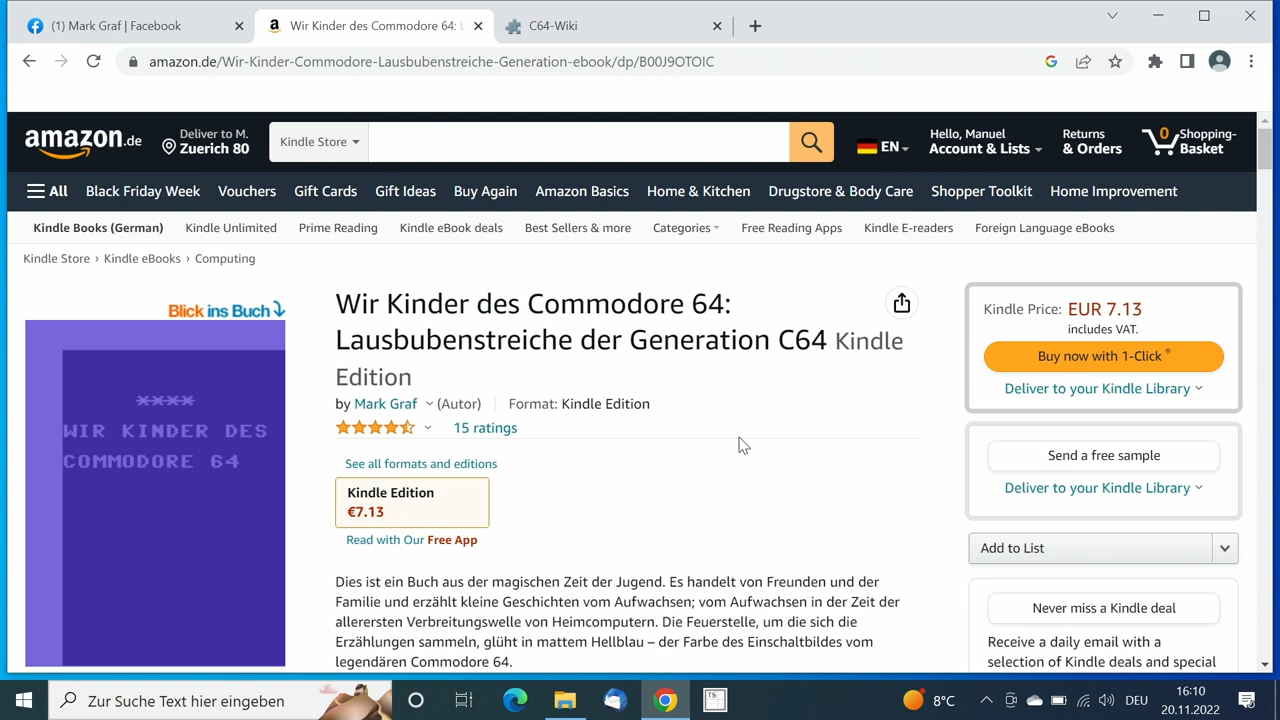 (1) Mark Graf | Facebook
Wir Kinder des Commodore 64: L
C64-Wiki
amazon.de/Wir-Kinder-Commodore-Lausbubenstreiche-Generation-ebook/dp/B00J9OTOIC
amazon.de
Deliver to M.
Zuerich 80
Kindle Store
EN
Hello, Manuel
Account & Lists
Returns
& Orders
0
Shopping-
Basket
All Black Friday Week Vouchers Gift Cards Gift Ideas Buy Again Amazon Basics Home & Kitchen Drugstore & Body Care Shopper Toolkit Home Improvement
Kindle Books (German) Kindle Unlimited Prime Reading Kindle eBook deals Best Sellers & more Categories Free Reading Apps Kindle E-readers Foreign Language eBooks
Kindle Store › Kindle eBooks › Computing
Blick ins Buch
**** 
WIR KINDER DES
COMMODORE 64
Wir Kinder des Commodore 64:
Lausbubenstreiche der Generation C64 Kindle
Edition
by Mark Graf (Autor) Format: Kindle Edition
15 ratings
See all formats and editions
Kindle Edition
€7.13
Read with Our Free App
Dies ist ein Buch aus der magischen Zeit der Jugend. Es handelt von Freunden und der
Familie und erzählt kleine Geschichten vom Aufwachsen; vom Aufwachsen in der Zeit der
allerersten Verbreitungswelle von Heimcomputern. Die Feuerstelle, um die sich die
Erzählungen sammeln, glüht in mattem Hellblau – der Farbe des Einschaltbildes vom
legendären Commodore 64.
Kindle Price: EUR 7.13
includes VAT.
Buy now with 1-Click ®
Deliver to your Kindle Library
Send a free sample
Deliver to your Kindle Library
Add to List
Never miss a Kindle deal
Receive a daily email with a
selection of Kindle deals and special
Zur Suche Text hier eingeben
TS
8°C
DEU
16:10
20.11.2022